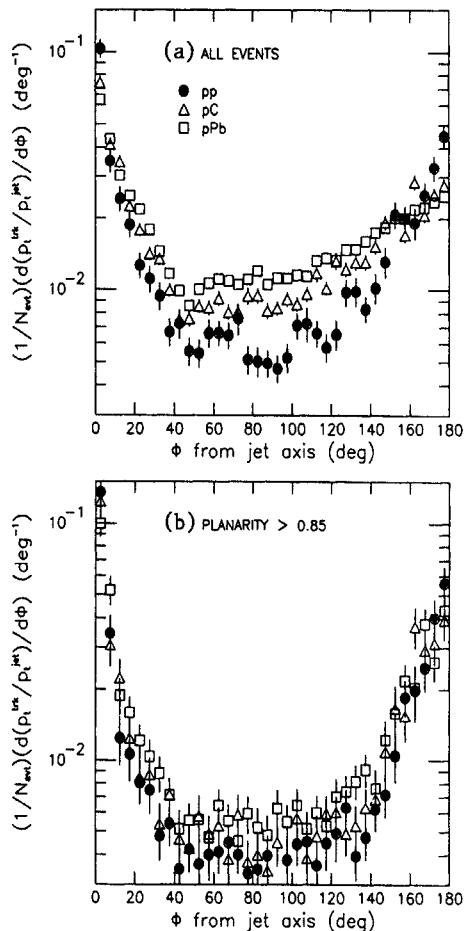 (a) ALL EVENTS
pp
pC
pPb
10⁻¹
10⁻²
(1/N_evt)(d(p_t^trk/p_t^jet)/dΦ) (deg⁻¹)
0 20 40 60 80 100 120 140 160 180
Φ from jet axis (deg)
(b) PLANARITY > 0.85
10⁻¹
10⁻²
(1/N_evt)(d(p_t^trk/p_t^jet)/dΦ) (deg⁻¹)
0 20 40 60 80 100 120 140 160 180
Φ from jet axis (deg)